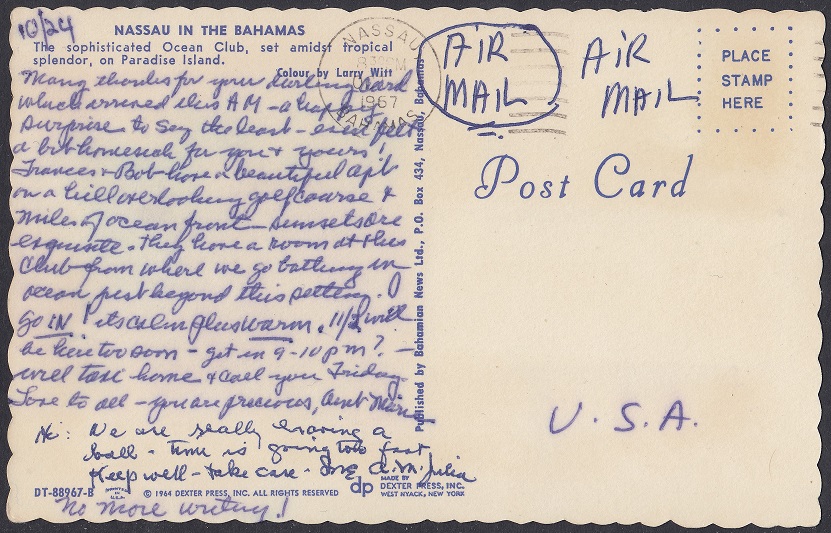 10/24
NASSAU IN THE BAHAMAS
The sophisticated Ocean Club, set amidst tropical
splendor, on Paradise Island.
Colour by Larry Witt
Many thanks for your darling card
which arrived this AM - a happy
surprise to say the least - even felt
a bit homesick for you & yours!
Frances & Bob have a beautiful apt
on a hill overlooking golf course &
miles of ocean front - sunsets are
exquisite. They have a room at this
Club from where we go bathing in
ocean just beyond this setting. I
go IN! its calm plus warm. 11/2 will
be here too soon - get in 9-10 pm? -
will taxi home & call you Friday
Love to all - you are precious, Aunt
Hi: We are really having a
ball - time is going too fast
Keep well - take care - Love A.M. Julia
No more writing!
DT-88967-B
© 1964 DEXTER PRESS, INC. ALL RIGHTS RESERVED
dp
MADE BY
DEXTER PRESS, INC.
WEST NYACK, NEW YORK
Published by Bahamian News Ltd., P.O. Box 434, Nassau, Bahamas
NASSAU
1967
BAHAMAS
AIR
MAIL
AIR
MAIL
PLACE
STAMP
HERE
Post Card
U.S.A.